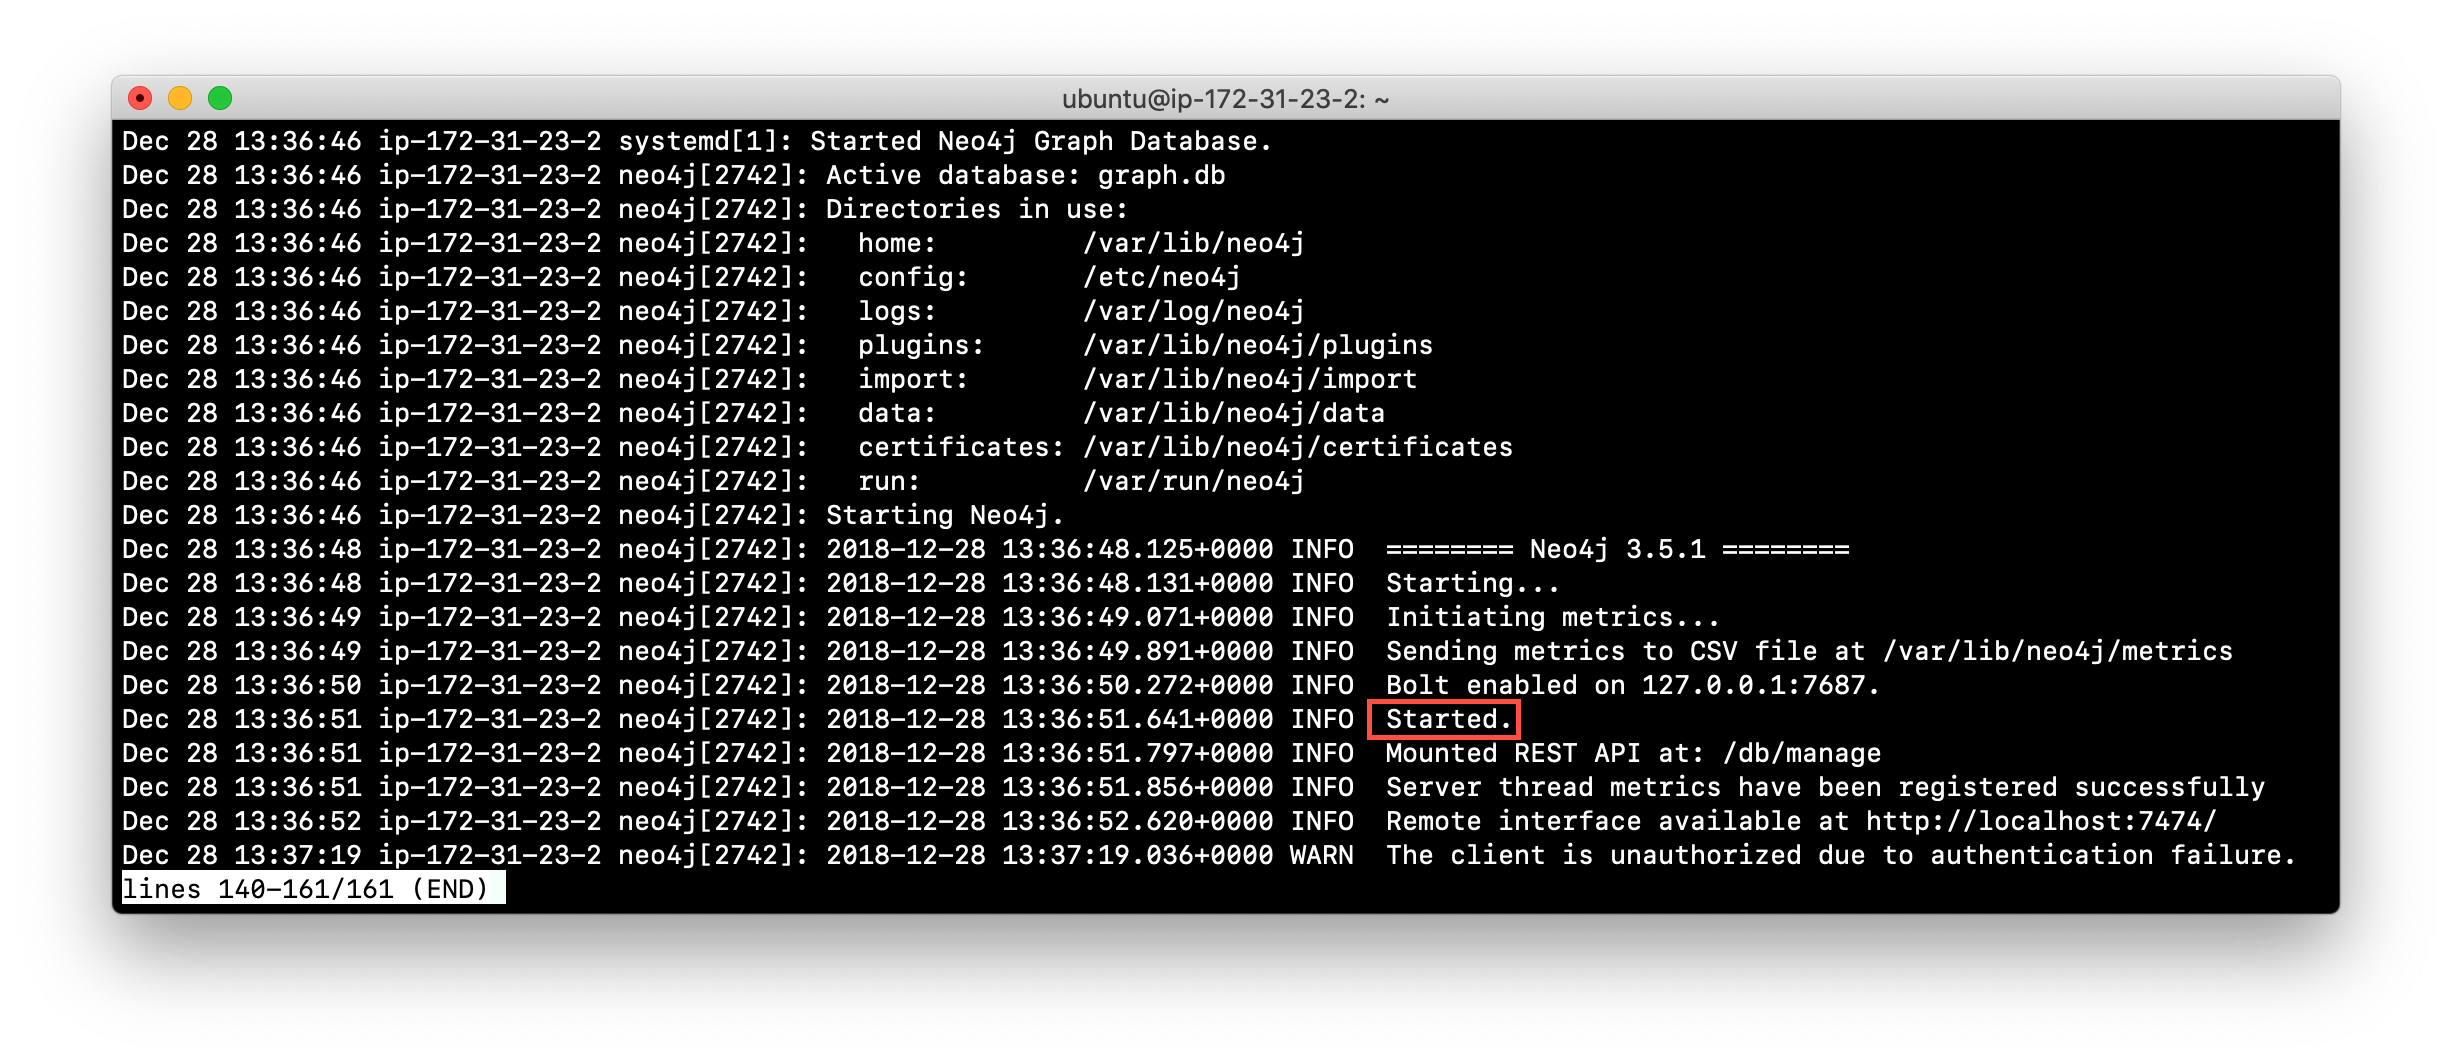 ubuntu@ip-172-31-23-2: ~
Dec 28 13:36:46 ip-172-31-23-2 systemd[1]: Started Neo4j Graph Database.
Dec 28 13:36:46 ip-172-31-23-2 neo4j[2742]: Active database: graph.db
Dec 28 13:36:46 ip-172-31-23-2 neo4j[2742]: Directories in use:
Dec 28 13:36:46 ip-172-31-23-2 neo4j[2742]:   home:         /var/lib/neo4j
Dec 28 13:36:46 ip-172-31-23-2 neo4j[2742]:   config:       /etc/neo4j
Dec 28 13:36:46 ip-172-31-23-2 neo4j[2742]:   logs:         /var/log/neo4j
Dec 28 13:36:46 ip-172-31-23-2 neo4j[2742]:   plugins:      /var/lib/neo4j/plugins
Dec 28 13:36:46 ip-172-31-23-2 neo4j[2742]:   import:       /var/lib/neo4j/import
Dec 28 13:36:46 ip-172-31-23-2 neo4j[2742]:   data:         /var/lib/neo4j/data
Dec 28 13:36:46 ip-172-31-23-2 neo4j[2742]:   certificates: /var/lib/neo4j/certificates
Dec 28 13:36:46 ip-172-31-23-2 neo4j[2742]:   run:          /var/run/neo4j
Dec 28 13:36:46 ip-172-31-23-2 neo4j[2742]: Starting Neo4j.
Dec 28 13:36:48 ip-172-31-23-2 neo4j[2742]: 2018-12-28 13:36:48.125+0000 INFO  ======== Neo4j 3.5.1 ========
Dec 28 13:36:48 ip-172-31-23-2 neo4j[2742]: 2018-12-28 13:36:48.131+0000 INFO  Starting...
Dec 28 13:36:49 ip-172-31-23-2 neo4j[2742]: 2018-12-28 13:36:49.071+0000 INFO  Initiating metrics...
Dec 28 13:36:49 ip-172-31-23-2 neo4j[2742]: 2018-12-28 13:36:49.891+0000 INFO  Sending metrics to CSV file at /var/lib/neo4j/metrics
Dec 28 13:36:50 ip-172-31-23-2 neo4j[2742]: 2018-12-28 13:36:50.272+0000 INFO  Bolt enabled on 127.0.0.1:7687.
Dec 28 13:36:51 ip-172-31-23-2 neo4j[2742]: 2018-12-28 13:36:51.641+0000 INFO  Started.
Dec 28 13:36:51 ip-172-31-23-2 neo4j[2742]: 2018-12-28 13:36:51.797+0000 INFO  Mounted REST API at: /db/manage
Dec 28 13:36:51 ip-172-31-23-2 neo4j[2742]: 2018-12-28 13:36:51.856+0000 INFO  Server thread metrics have been registered successfully
Dec 28 13:36:52 ip-172-31-23-2 neo4j[2742]: 2018-12-28 13:36:52.620+0000 INFO  Remote interface available at http://localhost:7474/
Dec 28 13:37:19 ip-172-31-23-2 neo4j[2742]: 2018-12-28 13:37:19.036+0000 WARN  The client is unauthorized due to authentication failure.
lines 140-161/161 (END)